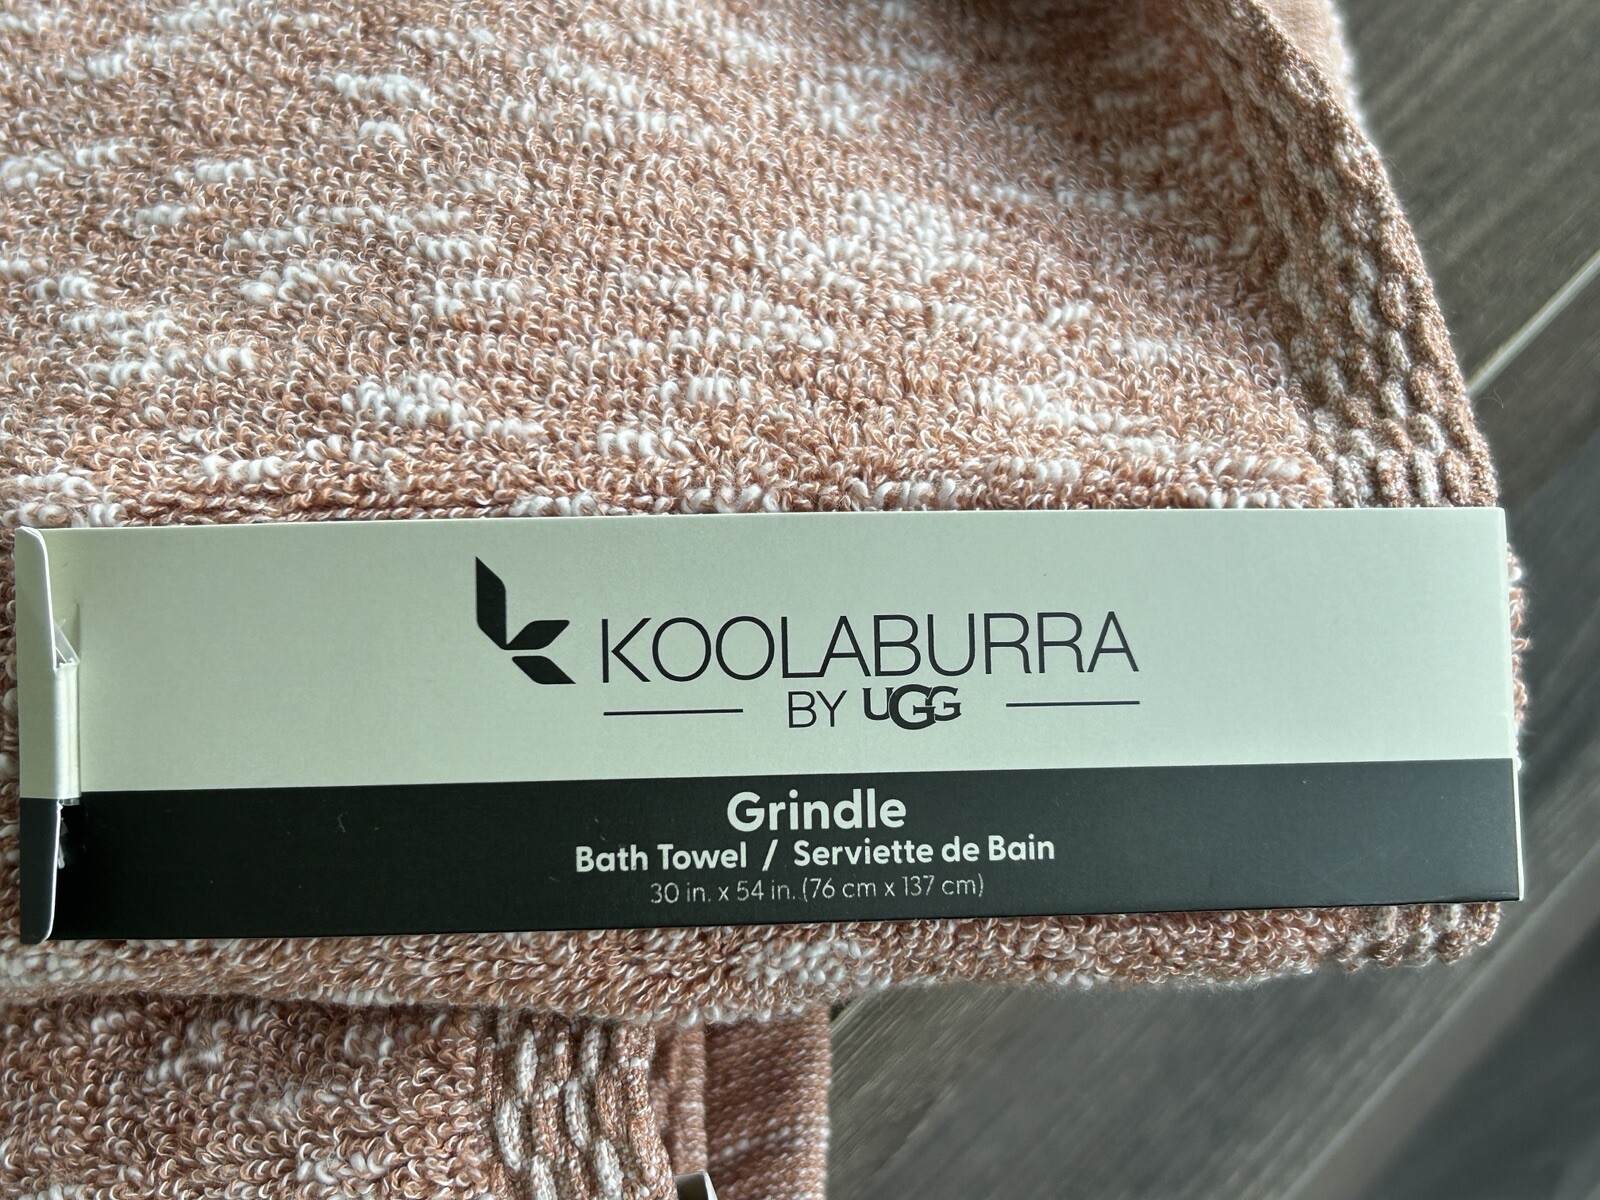 KOOLABURRA
BY UGG
Grindle
Bath Towel / Serviette de Bain
30 in. x 54 in. (76 cm x 137 cm)